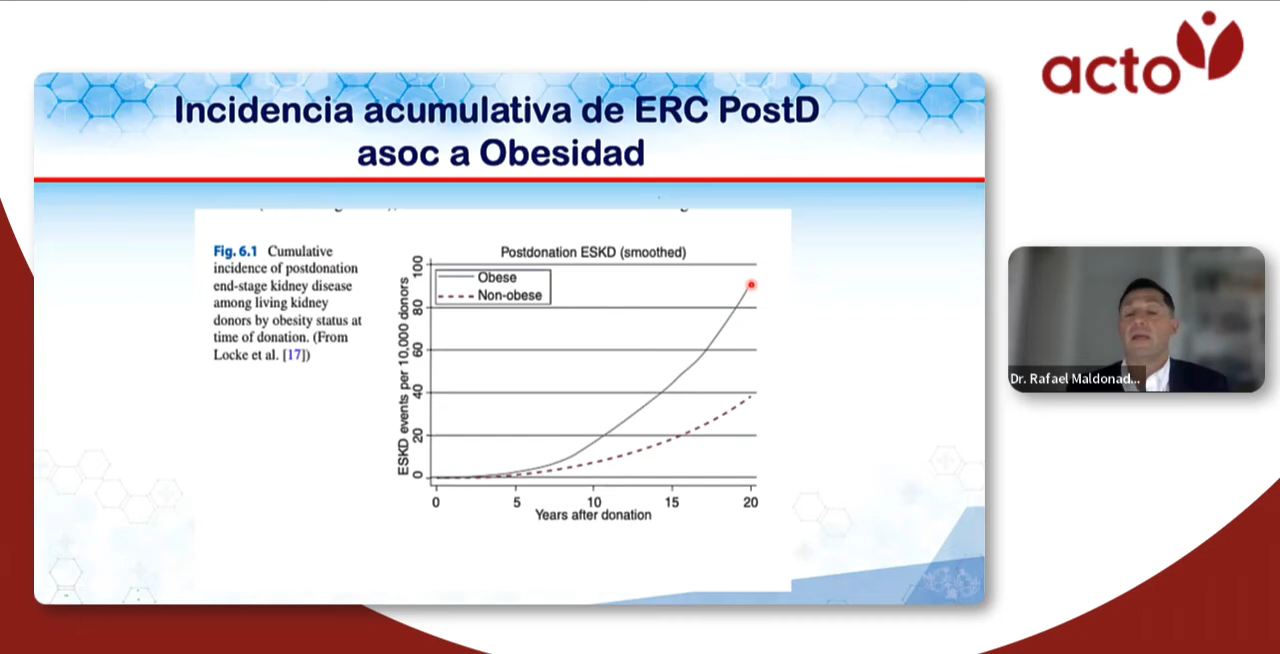 acto
Incidencia acumulativa de ERC PostD
asoc a Obesidad
Fig. 6.1 Cumulative
incidence of postdonation
end-stage kidney disease
among living kidney
donors by obesity status at
time of donation. (From
Locke et al. [17])
Postdonation ESKD (smoothed)
Obese
Non-obese
ESKD events per 10,000 donors
100
80
60
40
20
0
0 5 10 15 20
Years after donation
Dr. Rafael Maldonad...